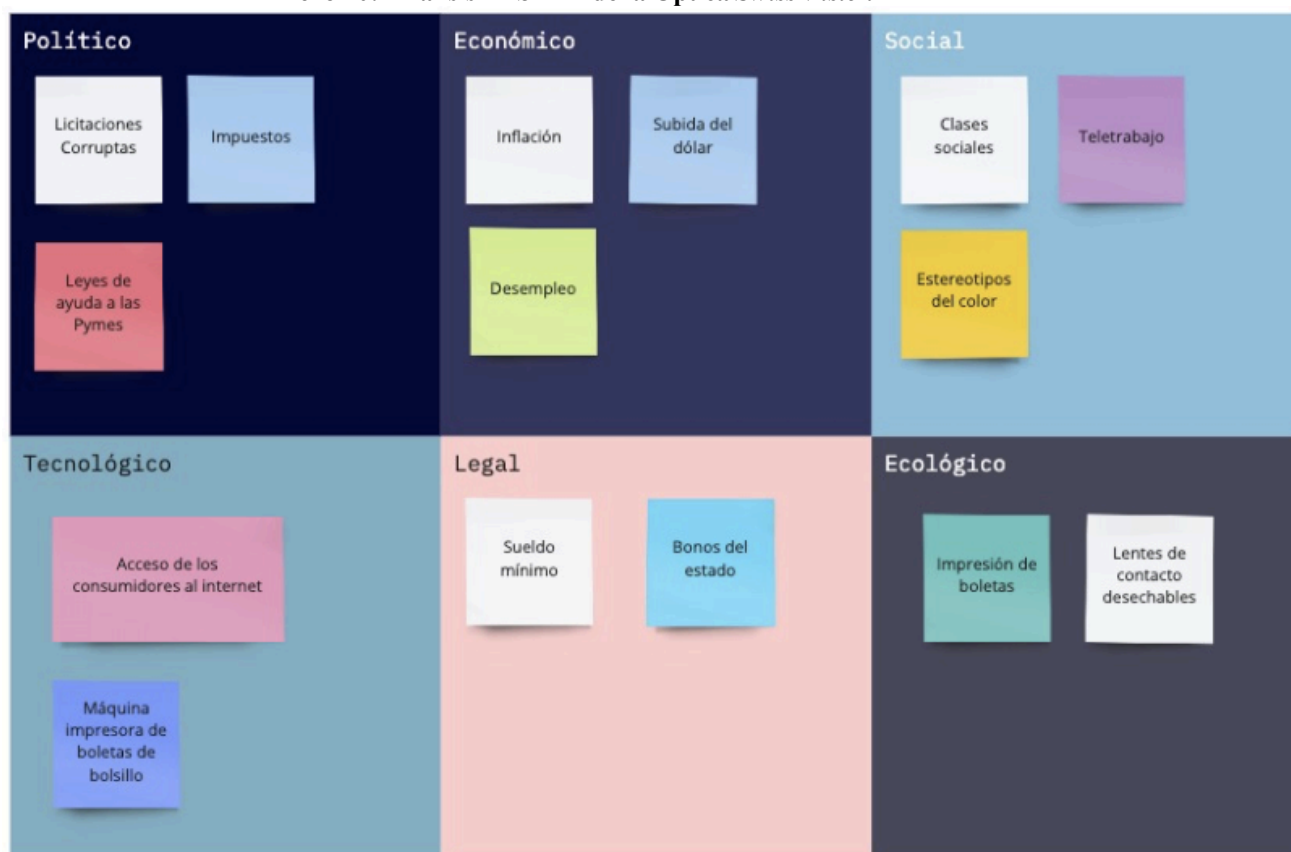 Político
Licitaciones
Corruptas
Impuestos
Leyes de
ayuda a las
Pymes
Económico
Inflación
Subida del
dólar
Desempleo
Social
Clases
sociales
Teletrabajo
Estereotipos
del color
Tecnológico
Acceso de los
consumidores al internet
Máquina
impresora de
boletas de
bolsillo
Legal
Sueldo
mínimo
Bonos del
estado
Ecológico
Impresión de
boletas
Lentes de
contacto
desechables